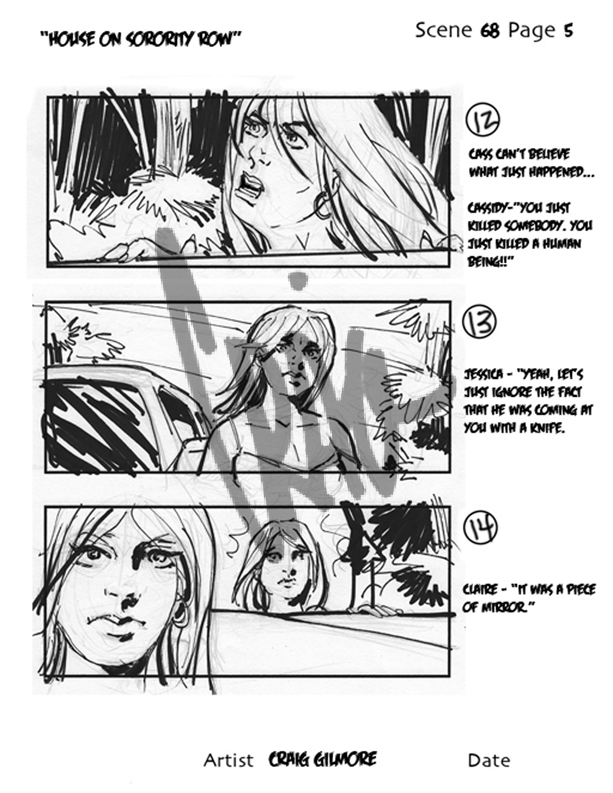 "HOUSE ON SORORITY ROW"
Scene 68 Page 5
12
CASS CAN'T BELIEVE
WHAT JUST HAPPENED...
CASSIDY-"YOU JUST
KILLED SOMEBODY. YOU
JUST KILLED A HUMAN
BEING!!"
13
JESSICA - "YEAH, LET'S
JUST IGNORE THE FACT
THAT HE WAS COMING AT
YOU WITH A KNIFE.
14
CLAIRE - "IT WAS A PIECE
OF MIRROR."
Artist CRAIG GILMORE
Date